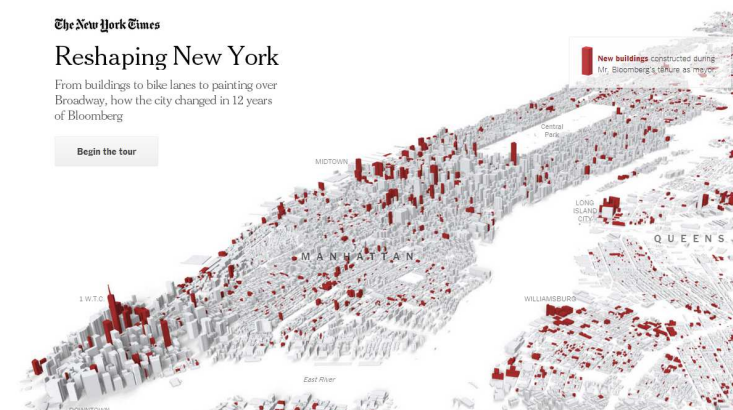 The New York Times
Reshaping New York
From buildings to bike lanes to painting over
Broadway, how the city changed in 12 years
of Bloomberg
Begin the tour
New buildings constructed during
Mr. Bloomberg's tenure as mayor.
Central
Park
MIDTOWN
LONG
ISLAND
CITY
QUEENS
MANHATTAN
1 W.T.C.
WILLIAMSBURG
East River
DOWNTOWN